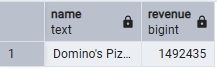 name revenue
text bigint
1 Domino's Piz... 1492435